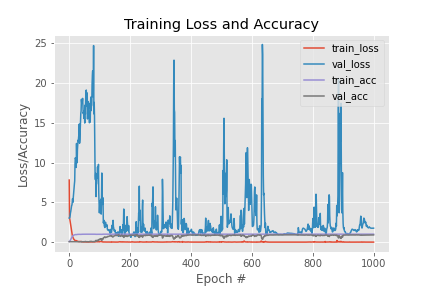 Training Loss and Accuracy
train_loss
val_loss
train_acc
val_acc
25
20
15
10
5
0
Loss/Accuracy
0 200 400 600 800 1000
Epoch #